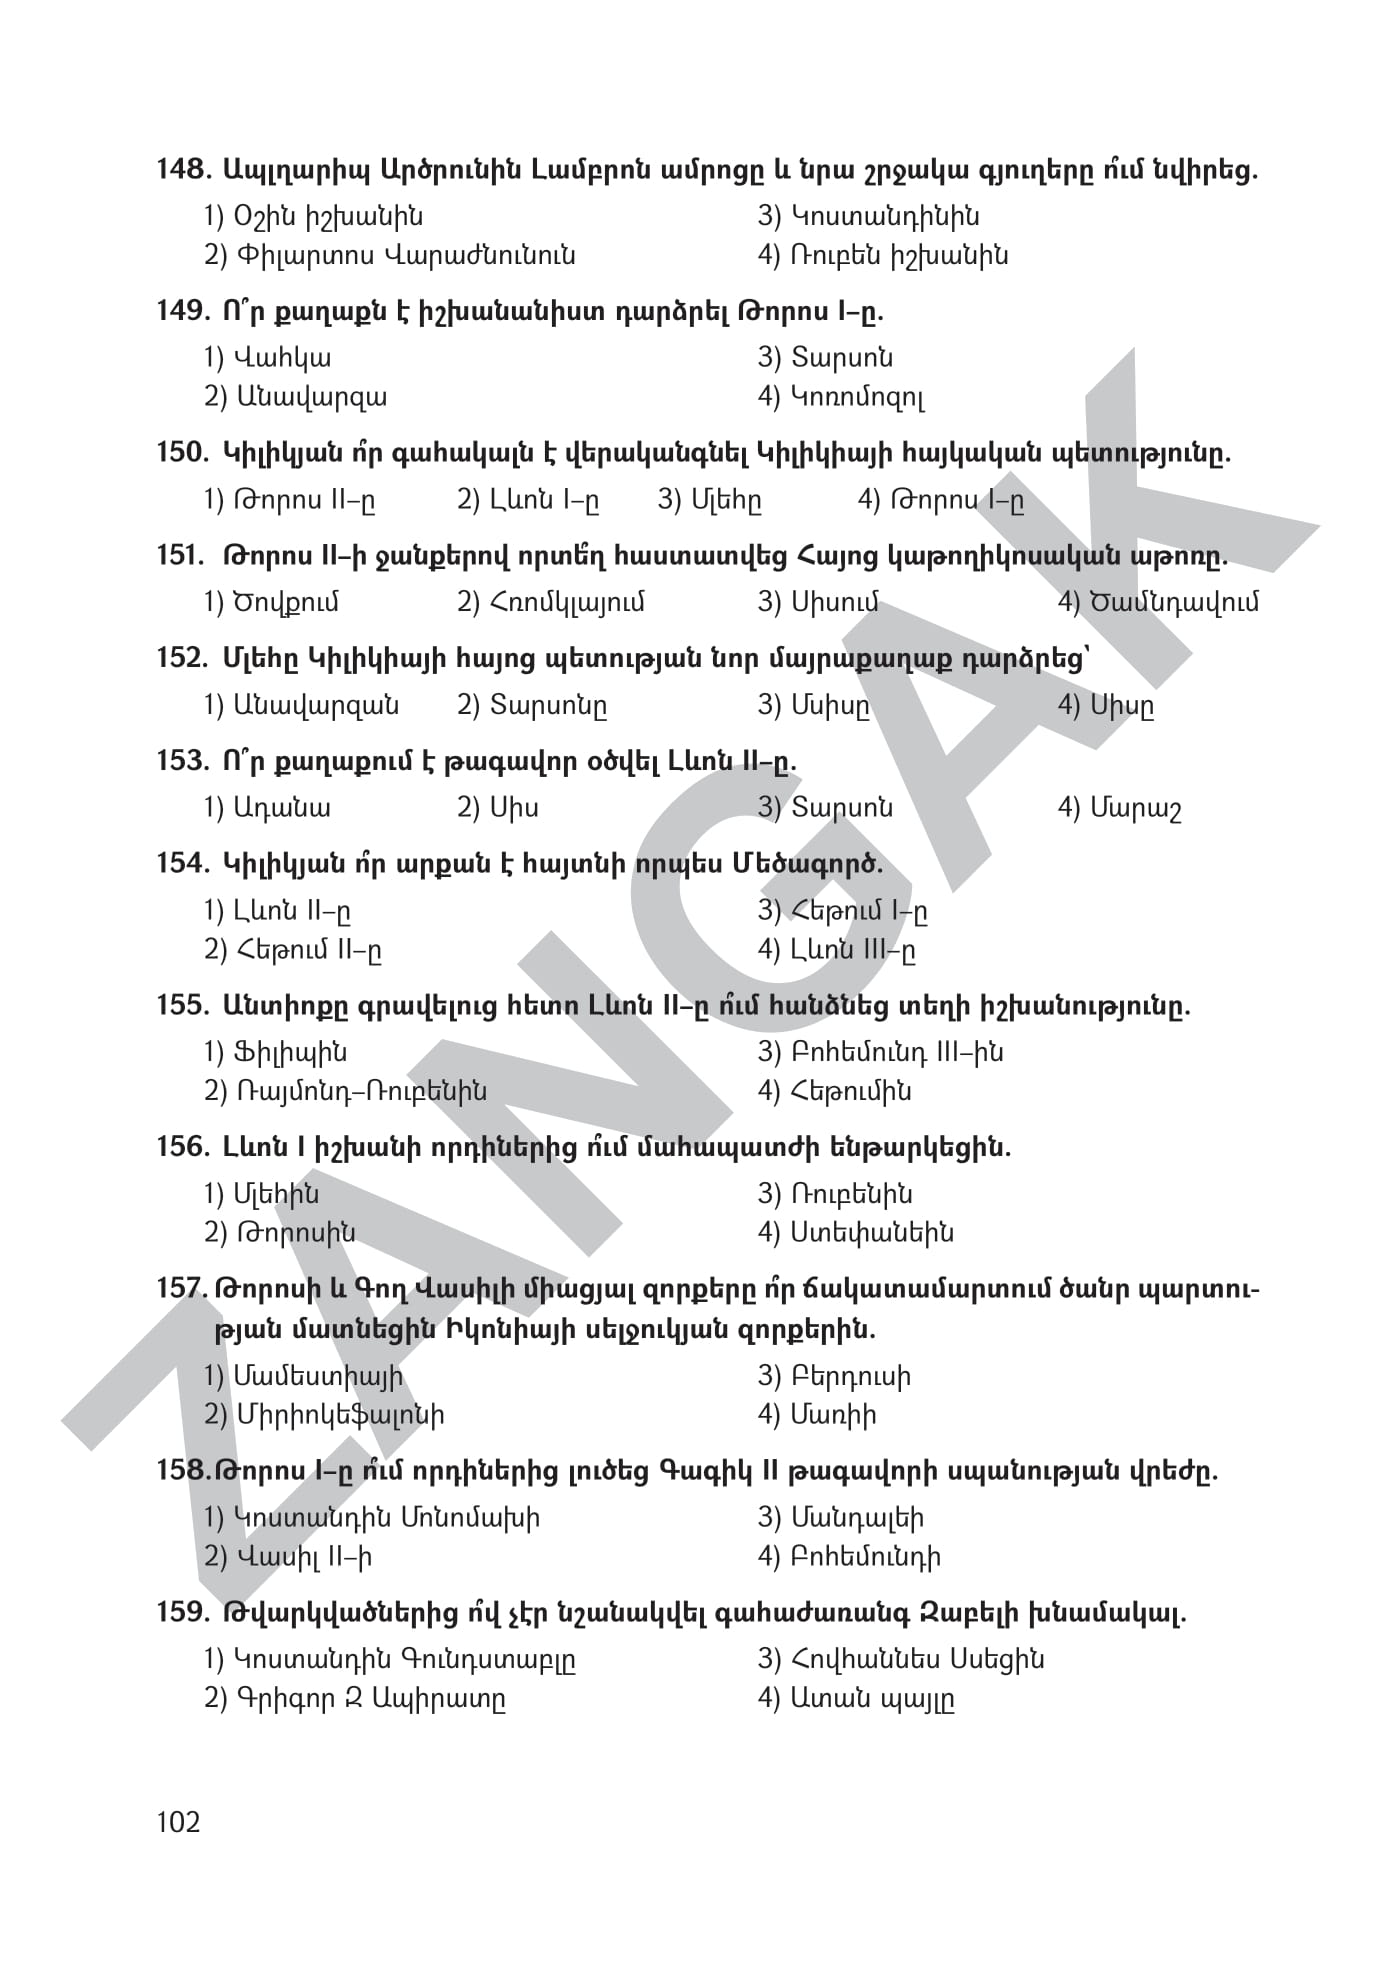 148. Ապլղարիպ Արծրունին Լամբրոն ամրոցը և նրա շրջակա գյուղերը ո՞ւմ նվիրեց.
1) Օշին իշխանին 3) Կոստանդինին
2) Փիլարտոս Վարաժնունուն 4) Ռուբեն իշխանին
149. Ո՞ր քաղաքն է իշխանանիստ դարձրել Թորոս I–ը.
1) Վահկա 3) Տարսոն
2) Անավարզա 4) Կոռոմոզոլ
150. Կիլիկյան ո՞ր գահակալն է վերականգնել Կիլիկիայի հայկական պետությունը.
1) Թորոս II–ը 2) Լևոն I–ը 3) Մլեհը 4) Թորոս I–ը
151. Թորոս II–ի ջանքերով որտե՞ղ հաստատվեց Հայոց կաթողիկոսական աթոռը.
1) Ծովքում 2) Հռոմկլայում 3) Սիսում 4) Ծամնդավում
152. Մլեհը Կիլիկիայի հայոց պետության նոր մայրաքաղաք դարձրեց՝
1) Անավարզան 2) Տարսոնը 3) Մսիսը 4) Սիսը
153. Ո՞ր քաղաքում է թագավոր օծվել Լևոն II–ը.
1) Ադանա 2) Սիս 3) Տարսոն 4) Մարաշ
154. Կիլիկյան ո՞ր արքան է հայտնի որպես Մեծագործ.
1) Լևոն II–ը 3) Հեթում I–ը
2) Հեթում II–ը 4) Լևոն III–ը
155. Անտիոքը գրավելուց հետո Լևոն II–ը ո՞ւմ հանձնեց տեղի իշխանությունը.
1) Ֆիլիպին 3) Բոհեմունդ III–ին
2) Ռայմոնդ–Ռուբենին 4) Հեթումին
156. Լևոն I իշխանի որդիներից ո՞ւմ մահապատժի ենթարկեցին.
1) Մլեհին 3) Ռուբենին
2) Թորոսին 4) Ստեփանեին
157. Թորոսի և Գող Վասիլի միացյալ զորքերը ո՞ր ճակատամարտում ծանր պարտու-
թյան մատնեցին Իկոնիայի սելջուկյան զորքերին.
1) Մամեստիայի 3) Բերդուսի
2) Միրիոկեֆալոնի 4) Մառիի
158. Թորոս I–ը ո՞ւմ որդիներից լուծեց Գագիկ II թագավորի սպանության վրեժը.
1) Կոստանդին Մոնոմախի 3) Մանդալեի
2) Վասիլ II–ի 4) Բոհեմունդի
159. Թվարկվածներից ո՞վ չէր նշանակվել գահաժառանգ Զաբելի խնամակալ.
1) Կոստանդին Գունդստաբլը 3) Հովհաննես Սսեցին
2) Գրիգոր Զ Ապիրատը 4) Ատան պայլը
102
ZANGAK